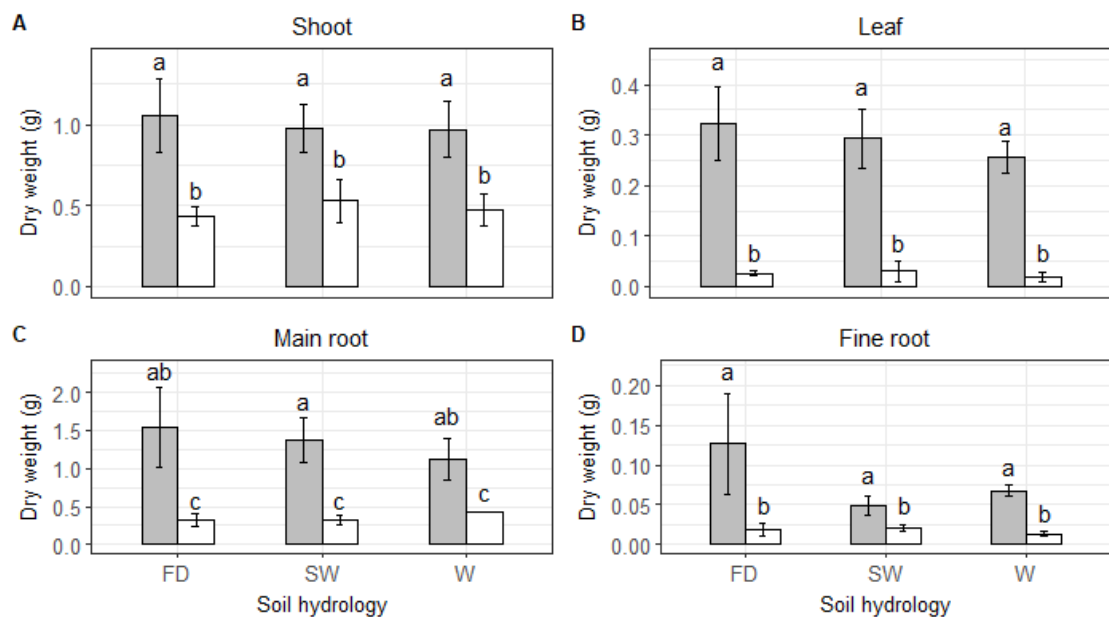 A
Shoot
Dry weight (g)
1.0
0.5
0.0
a
b
a
b
a
b
B
Leaf
Dry weight (g)
0.4
0.3
0.2
0.1
0.0
a
b
a
b
a
b
C
Main root
Dry weight (g)
2.0
1.5
1.0
0.5
0.0
ab
c
a
c
ab
c
FD SW W
Soil hydrology
D
Fine root
Dry weight (g)
0.20
0.15
0.10
0.05
0.00
a
b
a
b
a
b
FD SW W
Soil hydrology